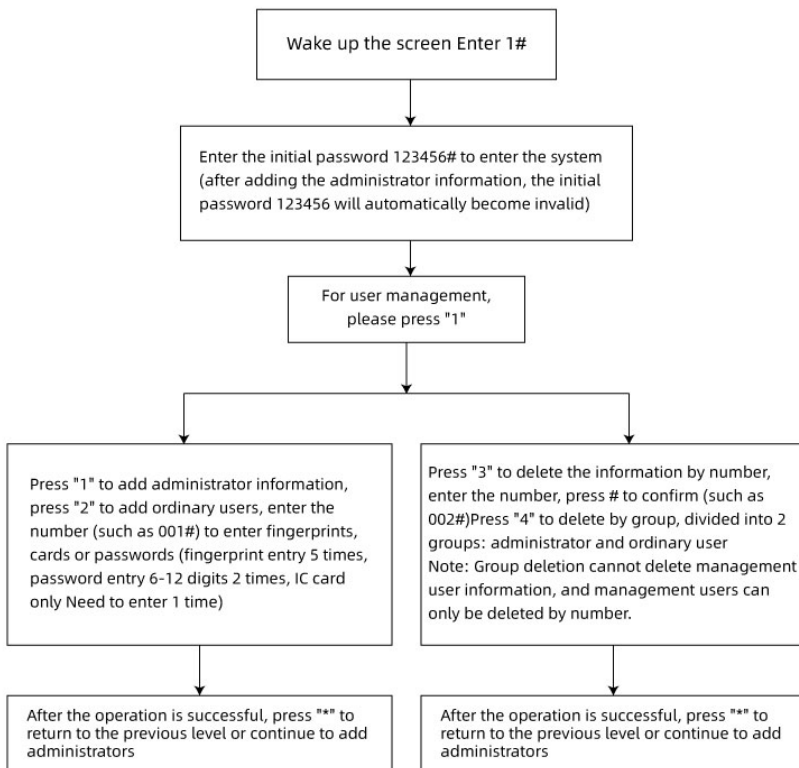 Wake up the screen Enter 1#
Enter the initial password 123456# to enter the system
(after adding the administrator information, the initial
password 123456 will automatically become invalid)
For user management,
please press "1"
Press "1" to add administrator information,
press "2" to add ordinary users, enter the
number (such as 001#) to enter fingerprints,
cards or passwords (fingerprint entry 5 times,
password entry 6-12 digits 2 times, IC card
only Need to enter 1 time)
Press "3" to delete the information by number,
enter the number, press # to confirm (such as
002#)Press "4" to delete by group, divided into 2
groups: administrator and ordinary user
Note: Group deletion cannot delete management
user information, and management users can
only be deleted by number.
After the operation is successful, press "*" to
return to the previous level or continue to add
administrators
After the operation is successful, press "*" to
return to the previous level or continue to add
administrators